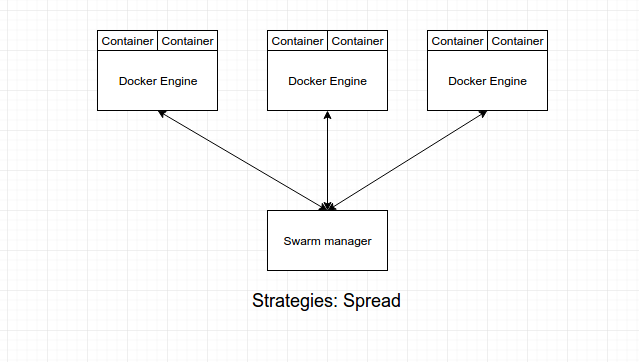 Container Container Container Container Container Container
Docker Engine Docker Engine Docker Engine
Swarm manager
Strategies: Spread